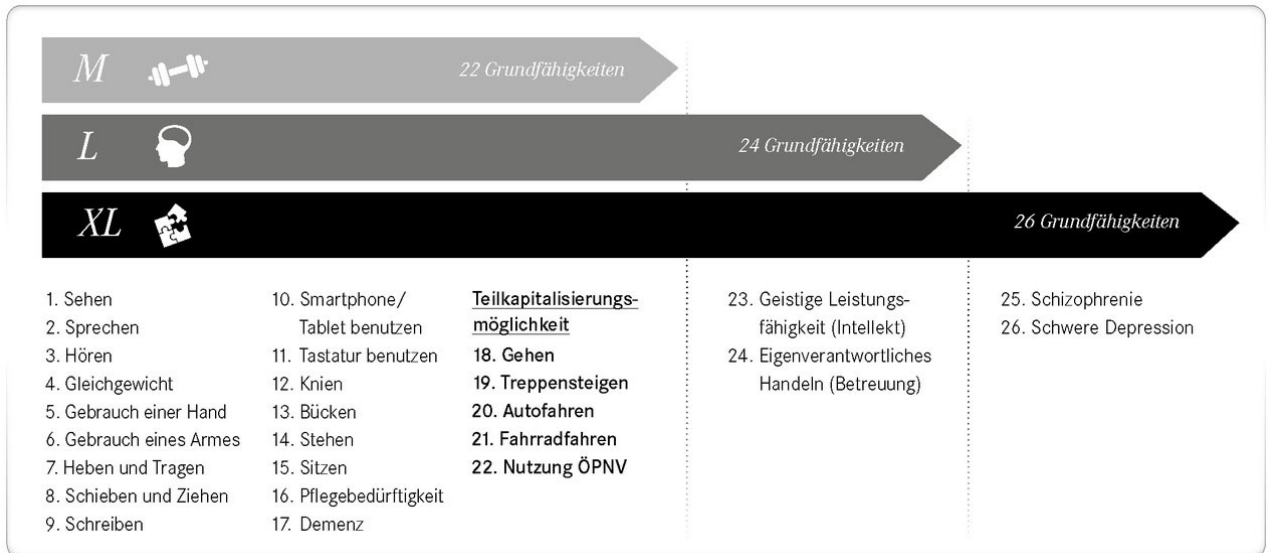 M
22 Grundfähigkeiten
L
24 Grundfähigkeiten
XL
26 Grundfähigkeiten
1. Sehen
2. Sprechen
3. Hören
4. Gleichgewicht
5. Gebrauch einer Hand
6. Gebrauch eines Armes
7. Heben und Tragen
8. Schieben und Ziehen
9. Schreiben
10. Smartphone/
Tablet benutzen
11. Tastatur benutzen
12. Knien
13. Bücken
14. Stehen
15. Sitzen
16. Pflegebedürftigkeit
17. Demenz
Teilkapitalisierungs-
möglichkeit
18. Gehen
19. Treppensteigen
20. Autofahren
21. Fahrradfahren
22. Nutzung ÖPNV
23. Geistige Leistungs-
fähigkeit (Intellekt)
24. Eigenverantwortliches
Handeln (Betreuung)
25. Schizophrenie
26. Schwere Depression